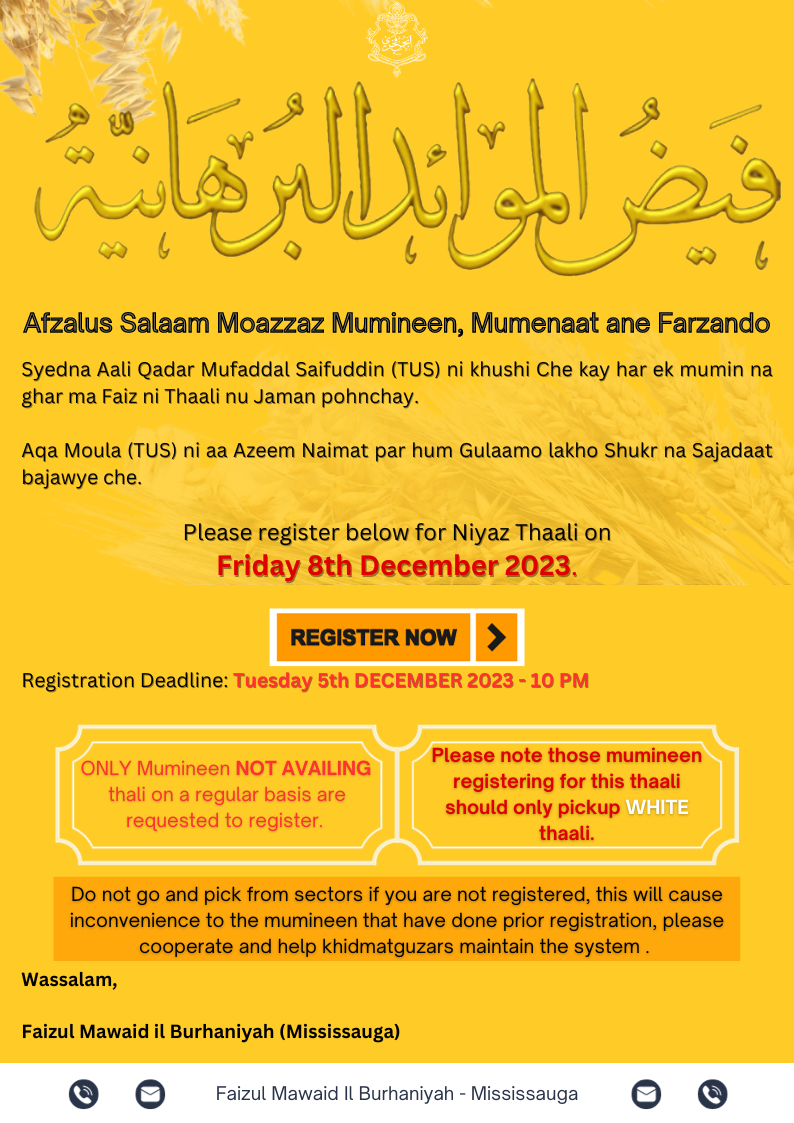 فيض الموائد البرهانية
Afzalus Salaam Moazzaz Mumineen, Mumenaat ane Farzando
Syedna Aali Qadar Mufaddal Saifuddin (TUS) ni khushi Che kay har ek mumin na
ghar ma Faiz ni Thaali nu Jaman pohnchay.
Aqa Moula (TUS) ni aa Azeem Naimat par hum Gulaamo lakho Shukr na Sajadaat
bajawye che.
Please register below for Niyaz Thaali on
Friday 8th December 2023.
REGISTER NOW
Registration Deadline: Tuesday 5th DECEMBER 2023 - 10 PM
ONLY Mumineen NOT AVAILING
thali on a regular basis are
requested to register.
Please note those mumineen
registering for this thaali
should only pickup WHITE
thaali.
Do not go and pick from sectors if you are not registered, this will cause
inconvenience to the mumineen that have done prior registration, please
cooperate and help khidmatguzars maintain the system .
Wassalam,
Faizul Mawaid il Burhaniyah (Mississauga)
Faizul Mawaid Il Burhaniyah - Mississauga